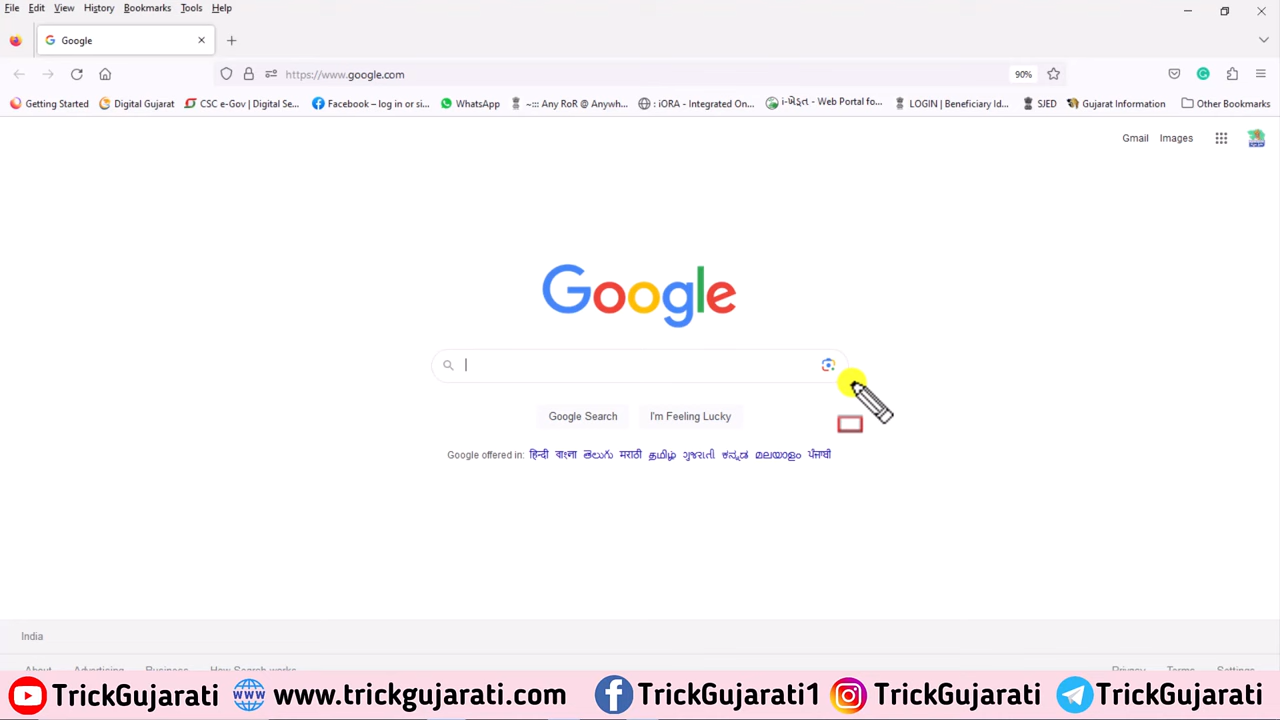 File Edit View History Bookmarks Tools Help
Google
https://www.google.com 90%
Getting Started Digital Gujarat CSC e-Gov | Digital Se... Facebook – log in or si... WhatsApp ~::: Any RoR @ Anywh... : iORA - Integrated On... i-ખેડૂત - Web Portal fo... LOGIN | Beneficiary Id... SJED Gujarat Information Other Bookmarks
Gmail Images
Google
Google Search I'm Feeling Lucky
Google offered in: हिन्दी বাংলা తెలుగు मराठी தமிழ் ગુજરાતી ಕನ್ನಡ മലയാളം ਪੰਜਾਬੀ
India
About Advertising Business How Search works Privacy Terms Settings
TrickGujarati www.trickgujarati.com TrickGujarati1 TrickGujarati TrickGujarati